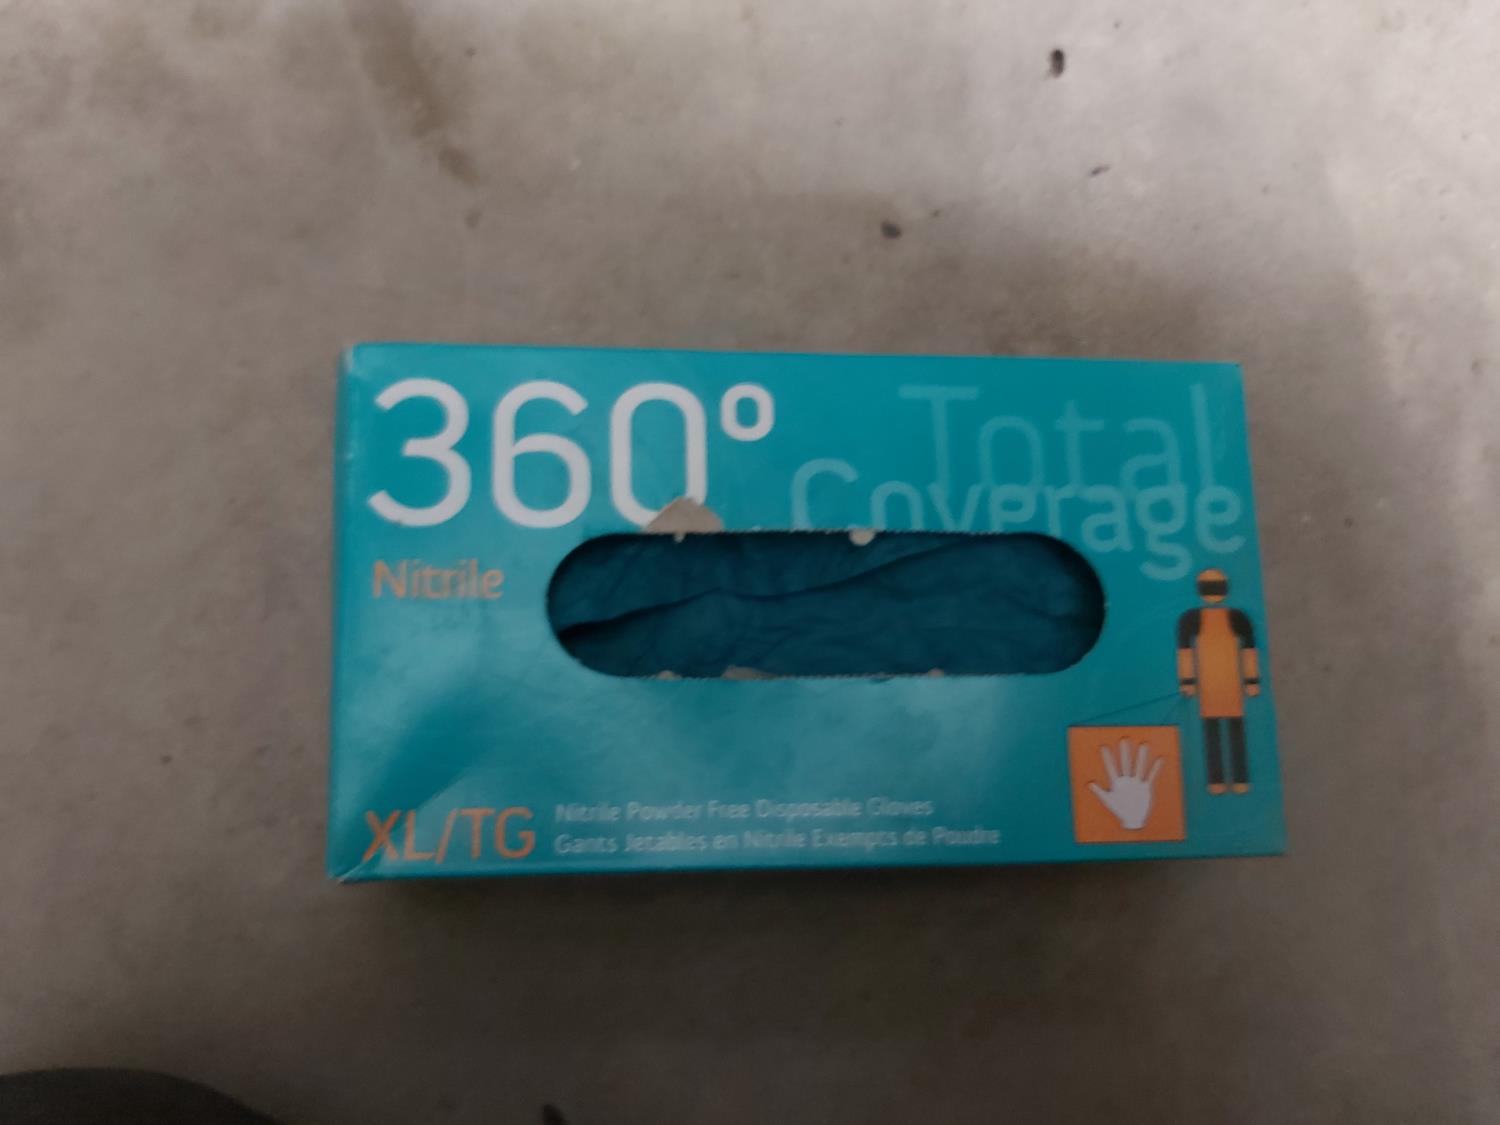 360°
Total
Coverage
Nitrile
XL/TG
Nitrile Powder Free Disposable Gloves
Gants Jetables en Nitrile Exempts de Poudre